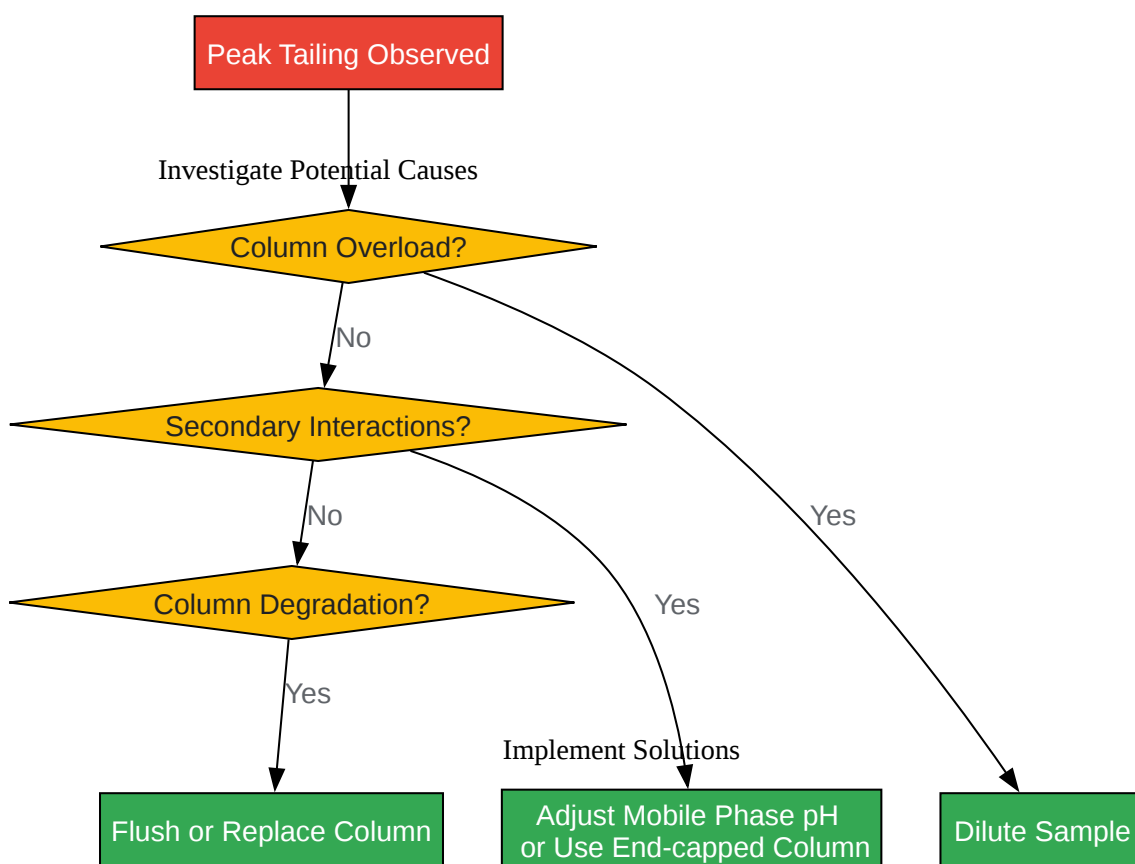 Peak Tailing Observed
Investigate Potential Causes
Column Overload?
No
Secondary Interactions?
No
Yes
Column Degradation?
Yes
Yes
Implement Solutions
Flush or Replace Column
Adjust Mobile Phase pH
or Use End-capped Column
Dilute Sample